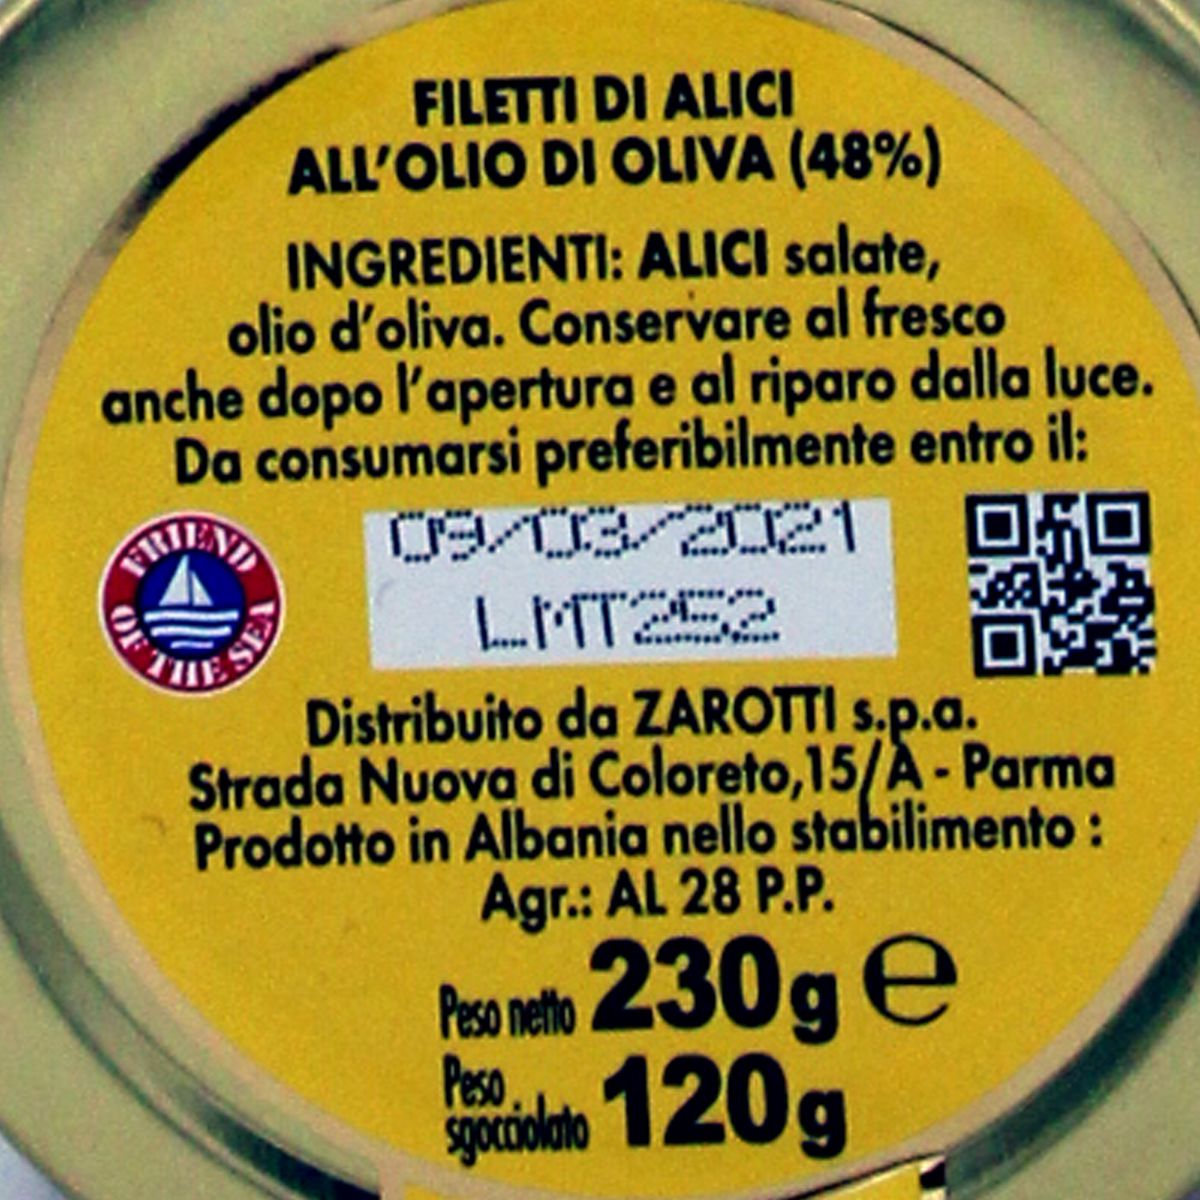 FILETTI DI ALICI
ALL'OLIO DI OLIVA (48%)
INGREDIENTI: ALICI salate,
olio d'oliva. Conservare al fresco
anche dopo l'apertura e al riparo dalla luce.
Da consumarsi preferibilmente entro il:
FRIEND OF THE SEA
09/03/2021
LMT252
Distribuito da ZAROTTI s.p.a.
Strada Nuova di Coloreto,15/A - Parma
Prodotto in Albania nello stabilimento :
Agr.: AL 28 P.P.
Peso netto 230g e
Peso sgocciolato 120g